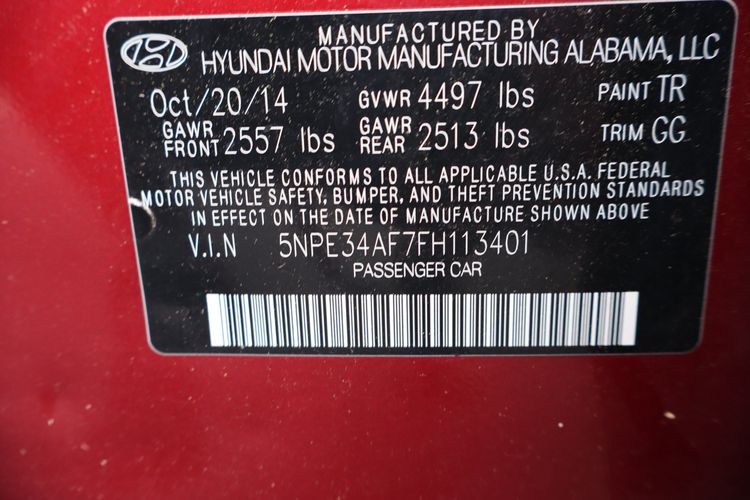 MANUFACTURED BY
HYUNDAI MOTOR MANUFACTURING ALABAMA, LLC
Oct/20/14 GVWR 4497 lbs PAINT TR
GAWR FRONT 2557 lbs GAWR REAR 2513 lbs TRIM GG
THIS VEHICLE CONFORMS TO ALL APPLICABLE U.S.A. FEDERAL
MOTOR VEHICLE SAFETY, BUMPER, AND THEFT PREVENTION STANDARDS
IN EFFECT ON THE DATE OF MANUFACTURE SHOWN ABOVE
V.I.N 5NPE34AF7FH113401
PASSENGER CAR